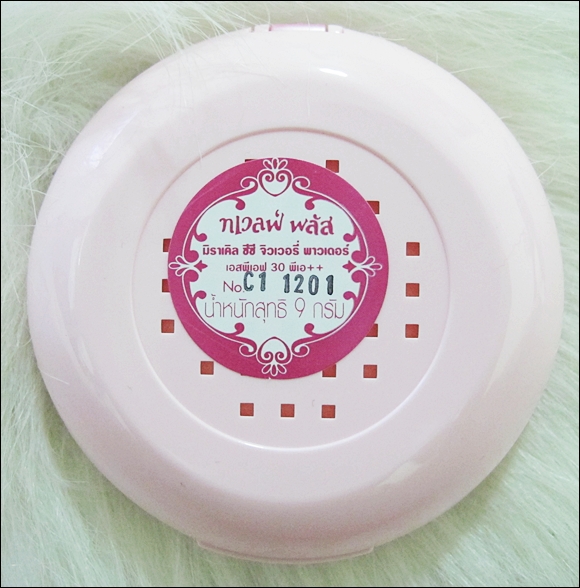 ทเวลฟ์ พลัส
มิราเคิล ซีซี จิวเวอรี่ พาวเดอร์
เอสพีเอฟ 30 พีเอ++
No C1 1201
น้ำหนักสุทธิ 9 กรัม